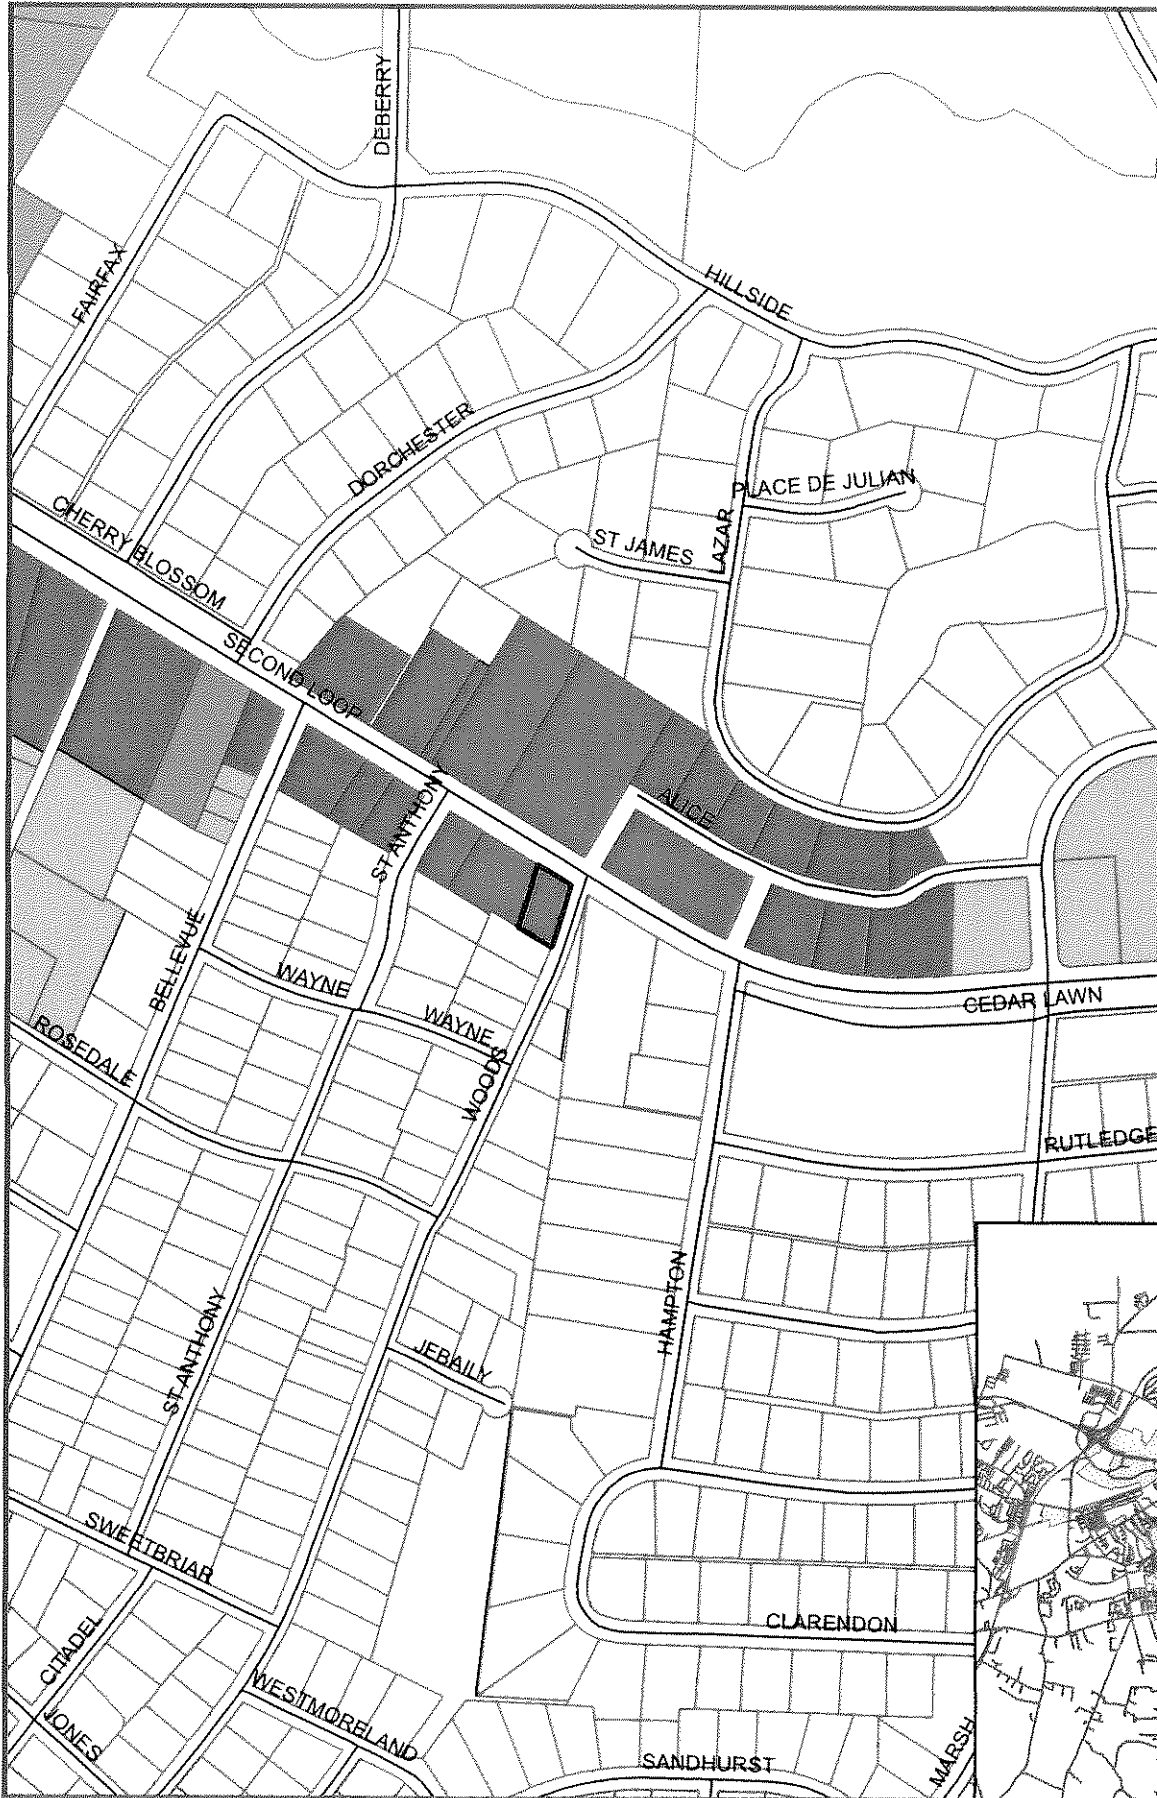 DEBERRY
FAIRFAX
HILLSIDE
DORCHESTER
PLACE DE JULIAN
CHERRY BLOSSOM
ST JAMES
LAZAR
SECOND LOOP
ST ANTHONY
ALICE
BELLEVUE
WAYNE
WAYNE
CEDAR LAWN
ROSEDALE
WOODS
RUTLEDGE
HAMPTON
ST ANTHONY
JEBAILY
SWEETBRIAR
CLARENDON
CITADEL
WESTMORELAND
JONES
SANDHURST
MARSH